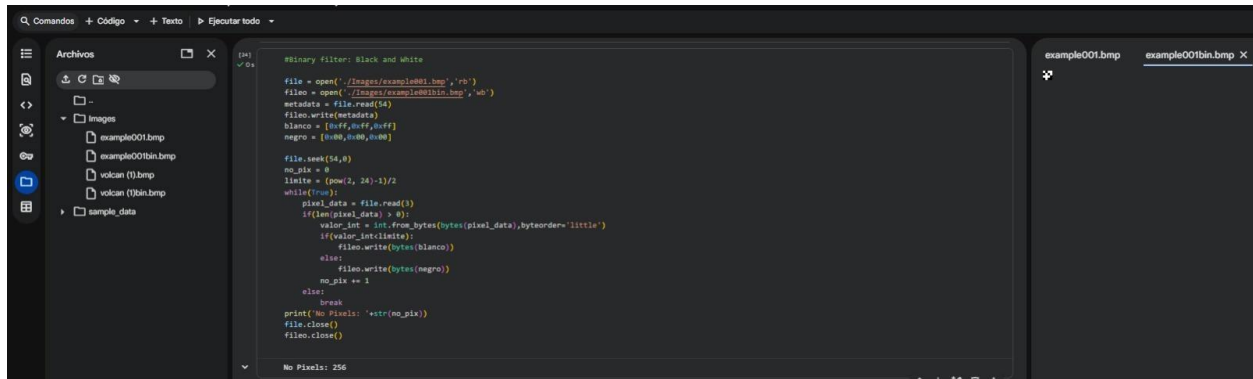 Comandos + Código + Texto Ejecutar todo
Archivos
..
Images
example001.bmp
example001bin.bmp
volcan (1).bmp
volcan (1)bin.bmp
sample_data
[34]
0s
#Binary filter: Black and White
file = open('./Images/example001.bmp','rb')
fileo = open('./Images/example001bin.bmp','wb')
metadata = file.read(54)
fileo.write(metadata)
blanco = [0xff,0xff,0xff]
negro = [0x00,0x00,0x00]
file.seek(54,0)
no_pix = 0
limite = (pow(2, 24)-1)/2
while(True):
    pixel_data = file.read(3)
    if(len(pixel_data) > 0):
        valor_int = int.from_bytes(bytes(pixel_data),byteorder='little')
        if(valor_int<limite):
            fileo.write(bytes(blanco))
        else:
            fileo.write(bytes(negro))
        no_pix += 1
    else:
        break
print('No Pixels: '+str(no_pix))
file.close()
fileo.close()
No Pixels: 256
example001.bmp example001bin.bmp